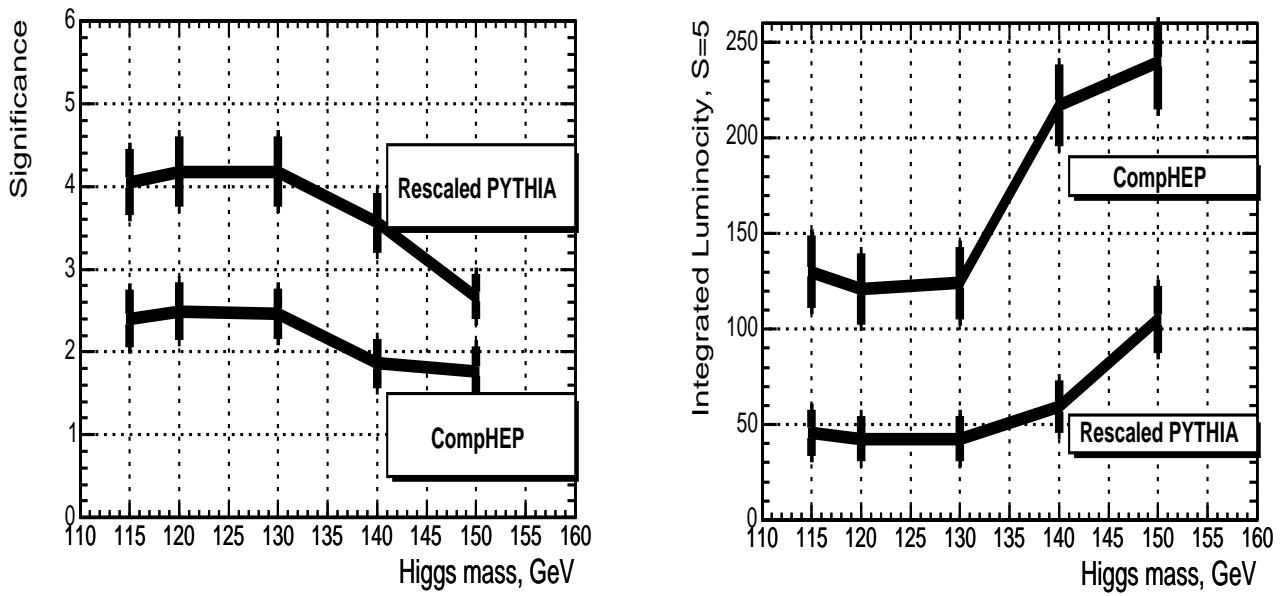 Significance
6
5
4
3
2
1
0
Rescaled PYTHIA
CompHEP
110 115 120 125 130 135 140 145 150 155 160
Higgs mass, GeV
Integrated Luminocity, S=5
250
200
150
100
50
0
CompHEP
Rescaled PYTHIA
110 115 120 125 130 135 140 145 150 155 160
Higgs mass, GeV